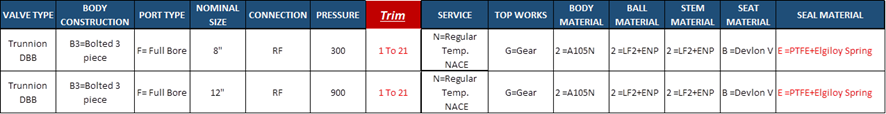 VALVE TYPE BODY CONSTRUCTION PORT TYPE NOMINAL SIZE CONNECTION PRESSURE Trim SERVICE TOP WORKS BODY MATERIAL BALL MATERIAL STEM MATERIAL SEAT MATERIAL SEAL MATERIAL
Trunnion DBB B3=Bolted 3 piece F= Full Bore 8" RF 300 1 To 21 N=Regular Temp. NACE G=Gear 2 =A105N 2 =LF2+ENP 2 =LF2+ENP B =Devlon V E =PTFE+Elgiloy Spring
Trunnion DBB B3=Bolted 3 piece F= Full Bore 12" RF 900 1 To 21 N=Regular Temp. NACE G=Gear 2 =A105N 2 =LF2+ENP 2 =LF2+ENP B =Devlon V E =PTFE+Elgiloy Spring